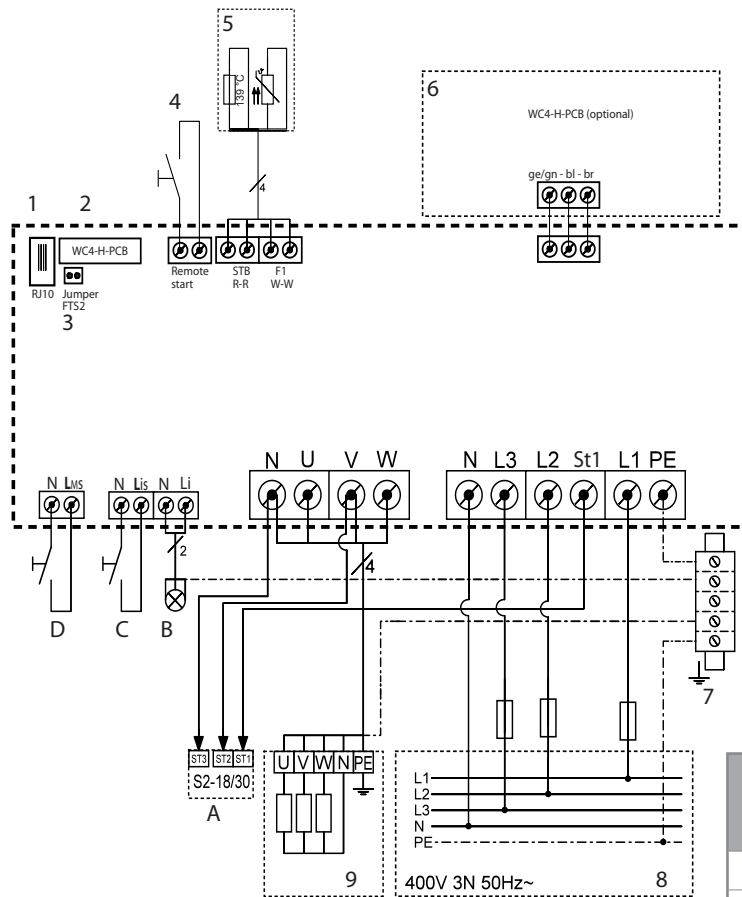 5
139 °C
4
4
6
WC4-H-PCB (optional)
ge/gn - bl - br
1
2
WC4-H-PCB
RJ10
Jumper
FTS2
3
Remote
start
STB
R-R
F1
W-W
N U V W
N L3 L2 St1 L1 PE
N LMS
N Lis
N Li
2
4
D
C
B
7
ST3 ST2 ST1
S2-18/30
A
U V W N PE
9
L1
L2
L3
N
PE
400V 3N 50Hz~
8